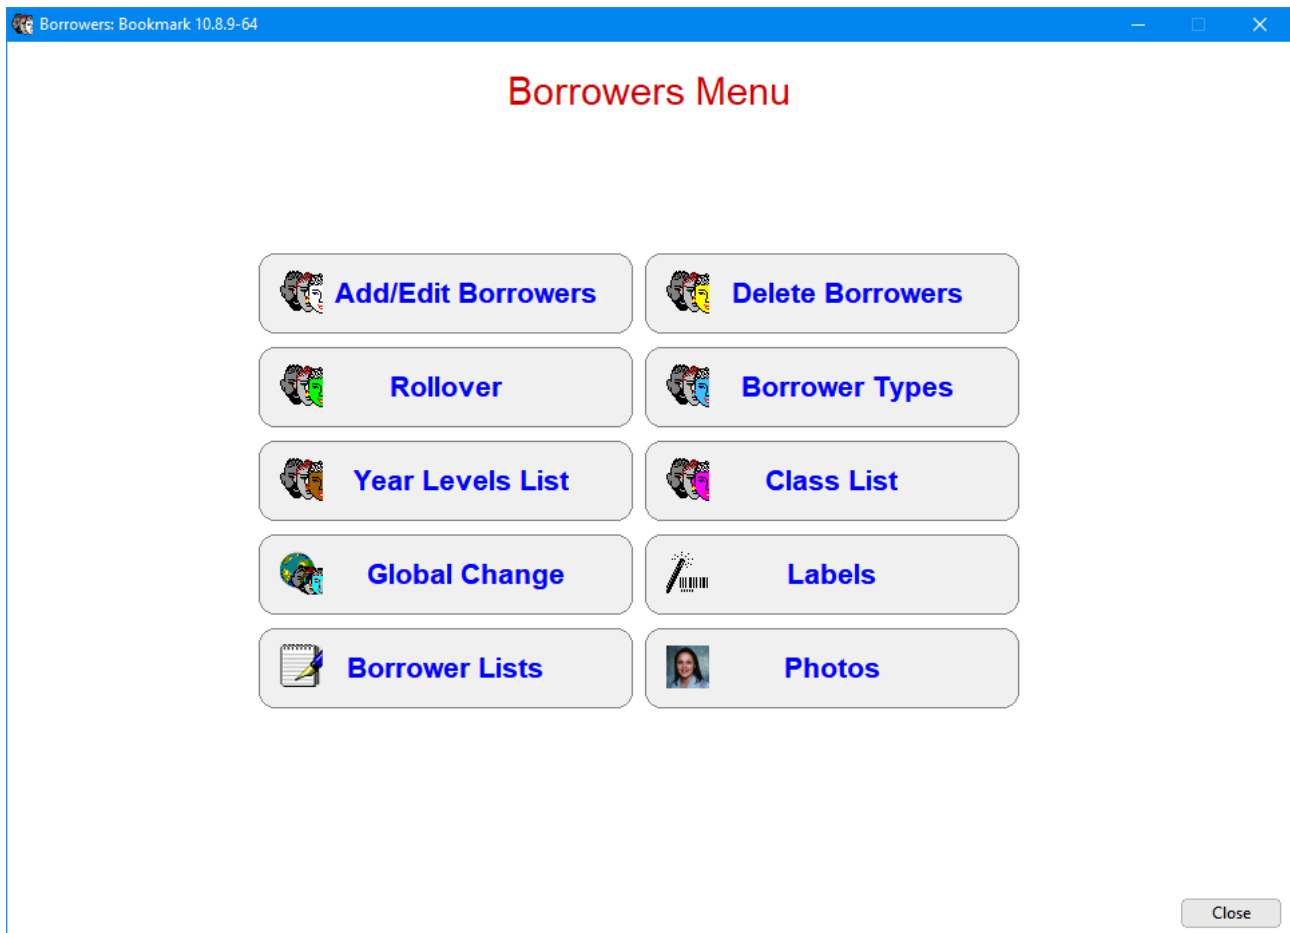 Borrowers: Bookmark 10.8.9-64
Borrowers Menu
Add/Edit Borrowers
Delete Borrowers
Rollover
Borrower Types
Year Levels List
Class List
Global Change
Labels
Borrower Lists
Photos
Close